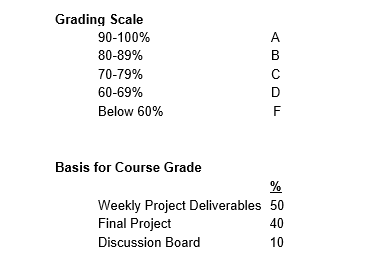 Grading Scale
90-100% A
80-89% B
70-79% C
60-69% D
Below 60% F
Basis for Course Grade
%
Weekly Project Deliverables 50
Final Project 40
Discussion Board 10